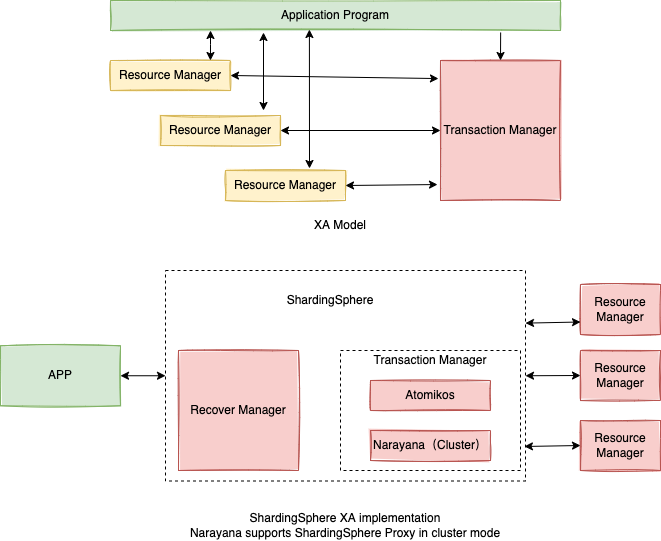 Application Program
Resource Manager
Resource Manager
Transaction Manager
Resource Manager
XA Model
ShardingSphere
Resource
Manager
APP
Recover Manager
Transaction Manager
Atomikos
Narayana（Cluster）
Resource
Manager
Resource
Manager
ShardingSphere XA implementation
Narayana supports ShardingSphere Proxy in cluster mode